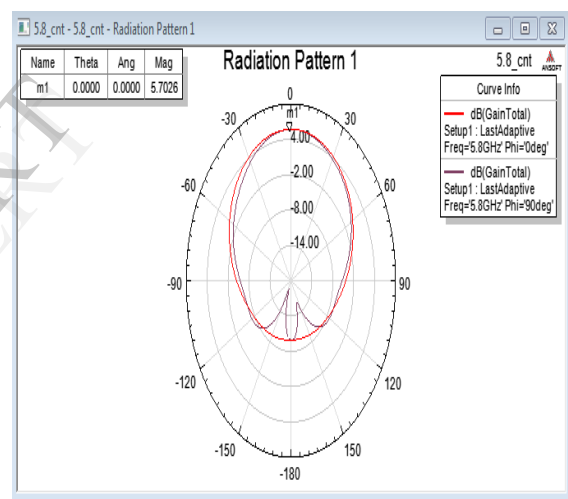 5.8_cnt - 5.8_cnt - Radiation Pattern 1
Name Theta Ang Mag
m1 0.0000 0.0000 5.7026
Radiation Pattern 1
5.8_cnt
ANSOFT
Curve Info
dB(GainTotal)
Setup1 : LastAdaptive
Freq='5.8GHz' Phi='0deg'
dB(GainTotal)
Setup1 : LastAdaptive
Freq='5.8GHz' Phi='90deg'
0
m1
-30 30
4.00
-2.00
-60 60
-8.00
-14.00
-90 90
-120 120
-150 150
-180